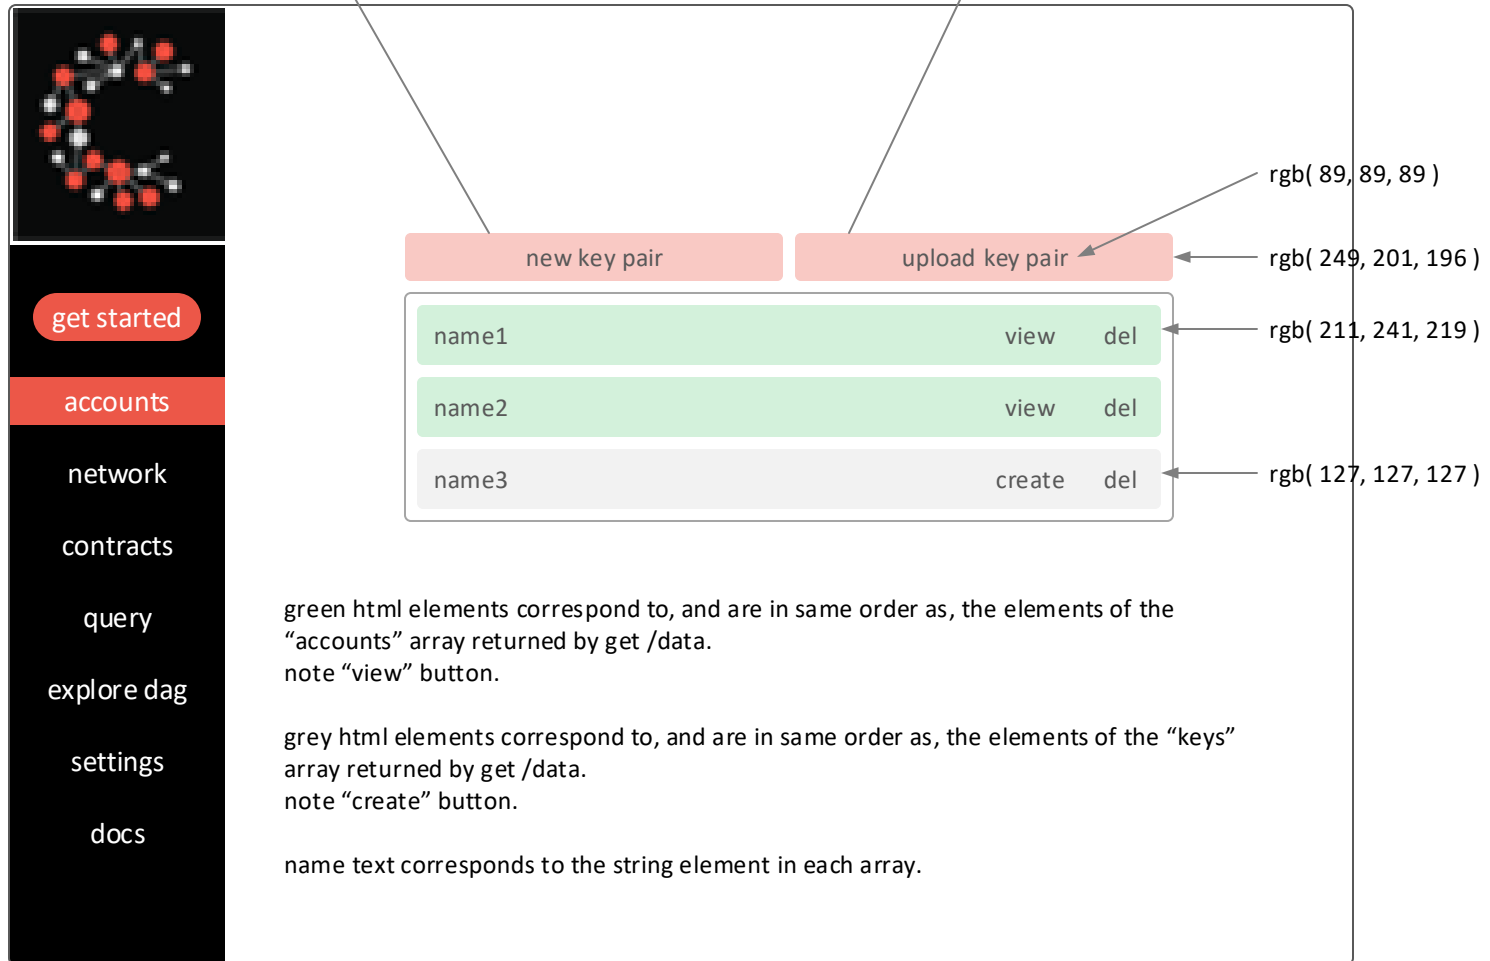 rgb( 89, 89, 89 )
new key pair
upload key pair
rgb( 249, 201, 196 )
get started
name1 view del
rgb( 211, 241, 219 )
accounts
name2 view del
network
name3 create del
rgb( 127, 127, 127 )
contracts
query
explore dag
settings
docs
green html elements correspond to, and are in same order as, the elements of the
“accounts” array returned by get /data.
note “view” button.
grey html elements correspond to, and are in same order as, the elements of the “keys”
array returned by get /data.
note “create” button.
name text corresponds to the string element in each array.